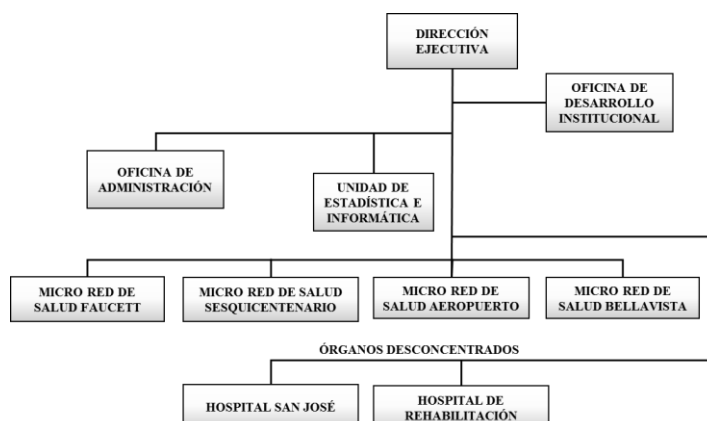 DIRECCIÓN
EJECUTIVA
OFICINA DE
DESARROLLO
INSTITUCIONAL
OFICINA DE
ADMINISTRACIÓN
UNIDAD DE
ESTADÍSTICA E
INFORMÁTICA
MICRO RED DE
SALUD FAUCETT
MICRO RED DE SALUD
SESQUICENTENARIO
MICRO RED DE
SALUD AEROPUERTO
MICRO RED DE
SALUD BELLAVISTA
ÓRGANOS DESCONCENTRADOS
HOSPITAL SAN JOSÉ
HOSPITAL DE
REHABILITACIÓN